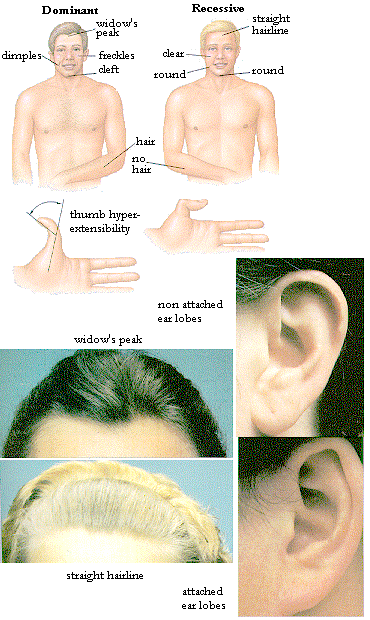 Dominant
Recessive
widow's
peak
straight
hairline
dimples
freckles
cleft
clear
round
round
hair
no
hair
thumb hyper-
extensibility
non attached
ear lobes
widow's peak
straight hairline
attached
ear lobes